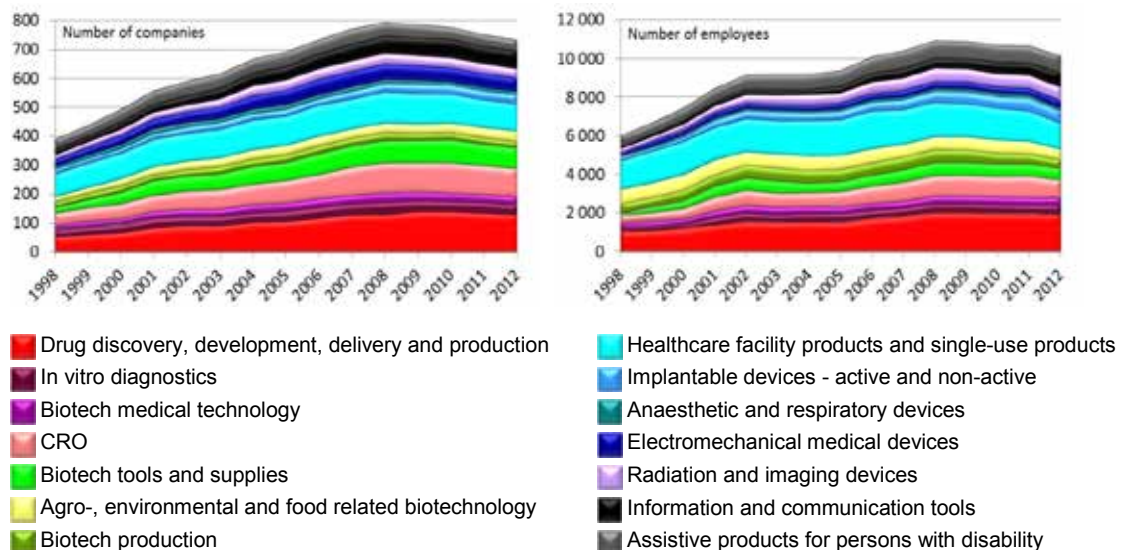 Number of companies
800
700
600
500
400
300
200
100
0
1998
1999
2000
2001
2002
2003
2004
2005
2006
2007
2008
2009
2010
2011
2012
Number of employees
12 000
10 000
8 000
6 000
4 000
2 000
0
1998
1999
2000
2001
2002
2003
2004
2005
2006
2007
2008
2009
2010
2011
2012
Drug discovery, development, delivery and production
In vitro diagnostics
Biotech medical technology
CRO
Biotech tools and supplies
Agro-, environmental and food related biotechnology
Biotech production
Healthcare facility products and single-use products
Implantable devices - active and non-active
Anaesthetic and respiratory devices
Electromechanical medical devices
Radiation and imaging devices
Information and communication tools
Assistive products for persons with disability